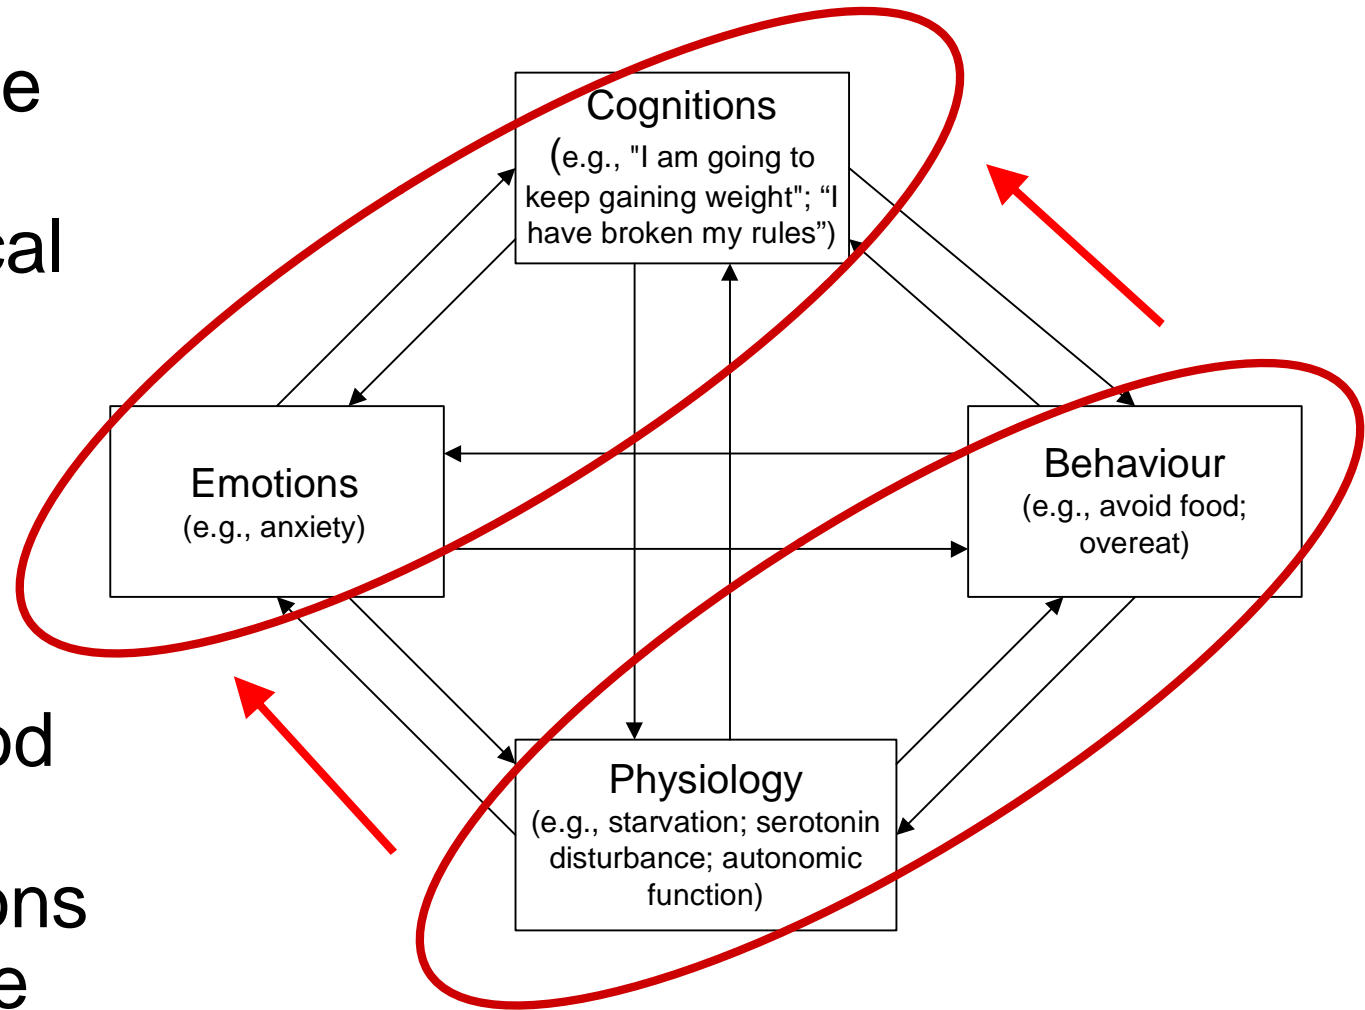 e
cal
od
ons
e
Cognitions
(e.g., "I am going to
keep gaining weight"; “I
have broken my rules”)
Emotions
(e.g., anxiety)
Behaviour
(e.g., avoid food;
overeat)
Physiology
(e.g., starvation; serotonin
disturbance; autonomic
function)